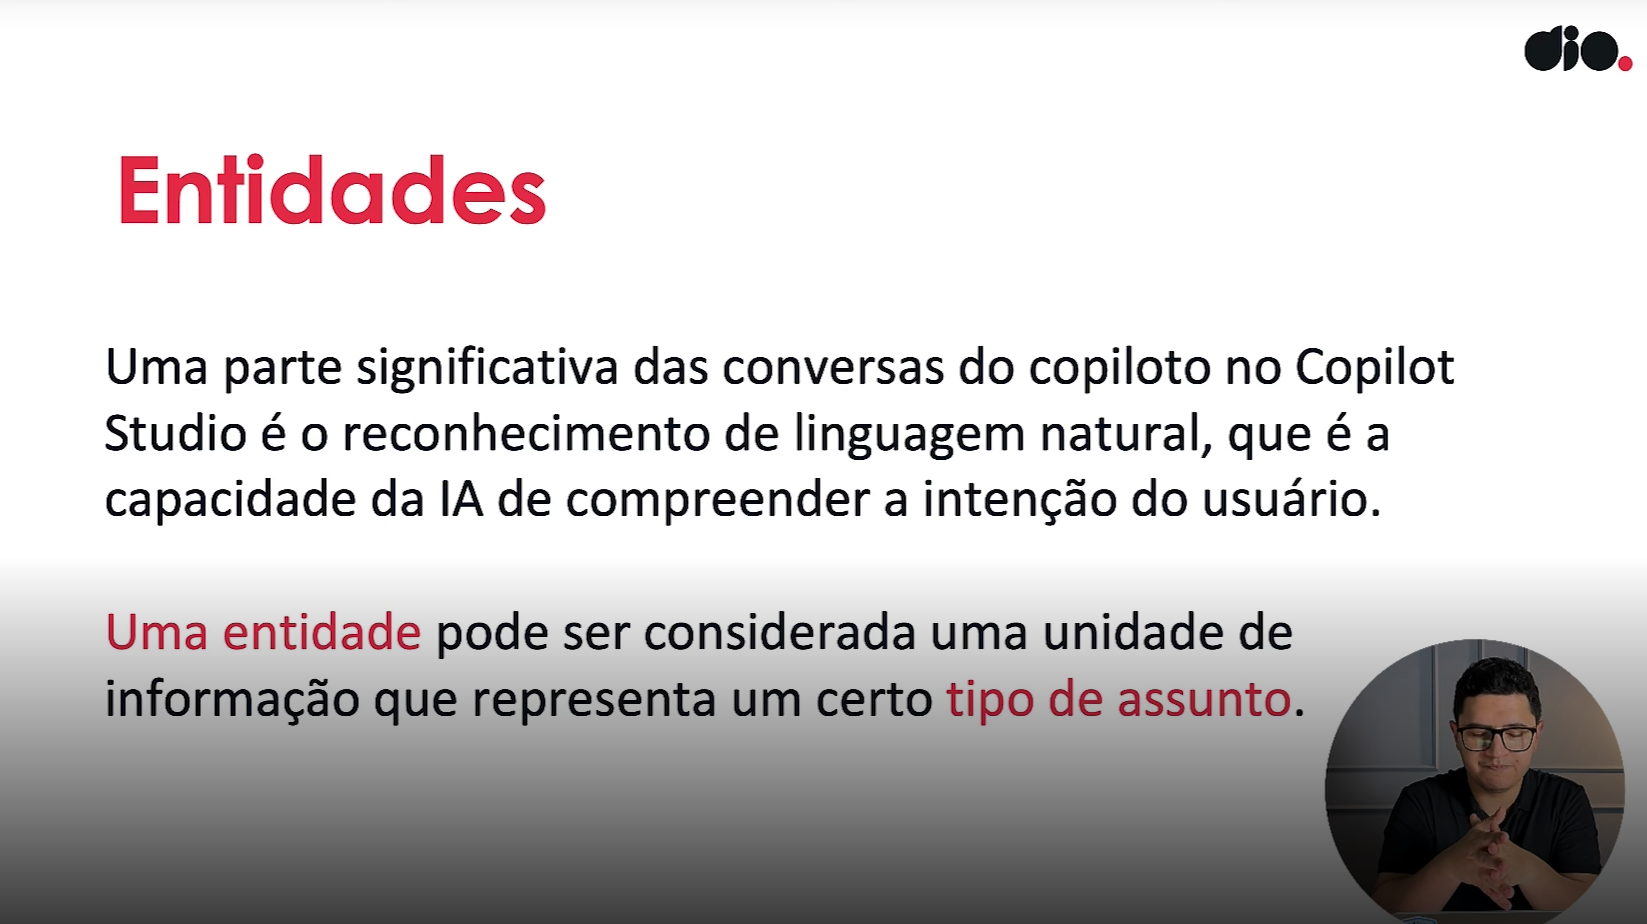 dio.
Entidades
Uma parte significativa das conversas do copiloto no Copilot
Studio é o reconhecimento de linguagem natural, que é a
capacidade da IA de compreender a intenção do usuário.
Uma entidade pode ser considerada uma unidade de
informação que representa um certo tipo de assunto.